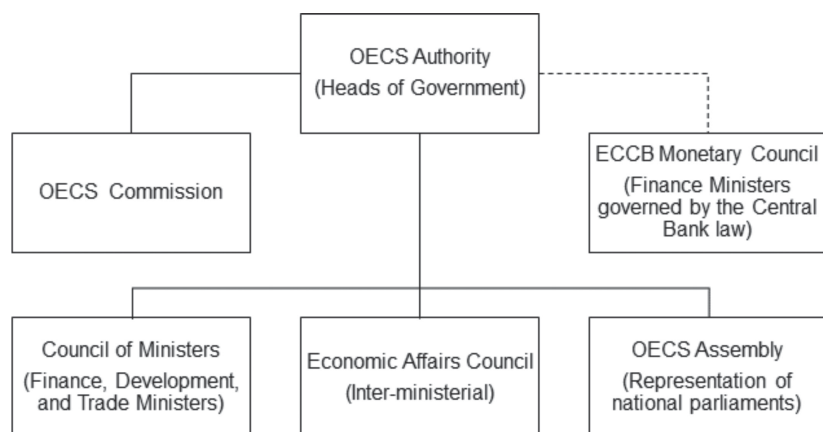 OECS Authority
(Heads of Government)
OECS Commission
ECCB Monetary Council
(Finance Ministers
governed by the Central
Bank law)
Council of Ministers
(Finance, Development,
and Trade Ministers)
Economic Affairs Council
(Inter-ministerial)
OECS Assembly
(Representation of
national parliaments)